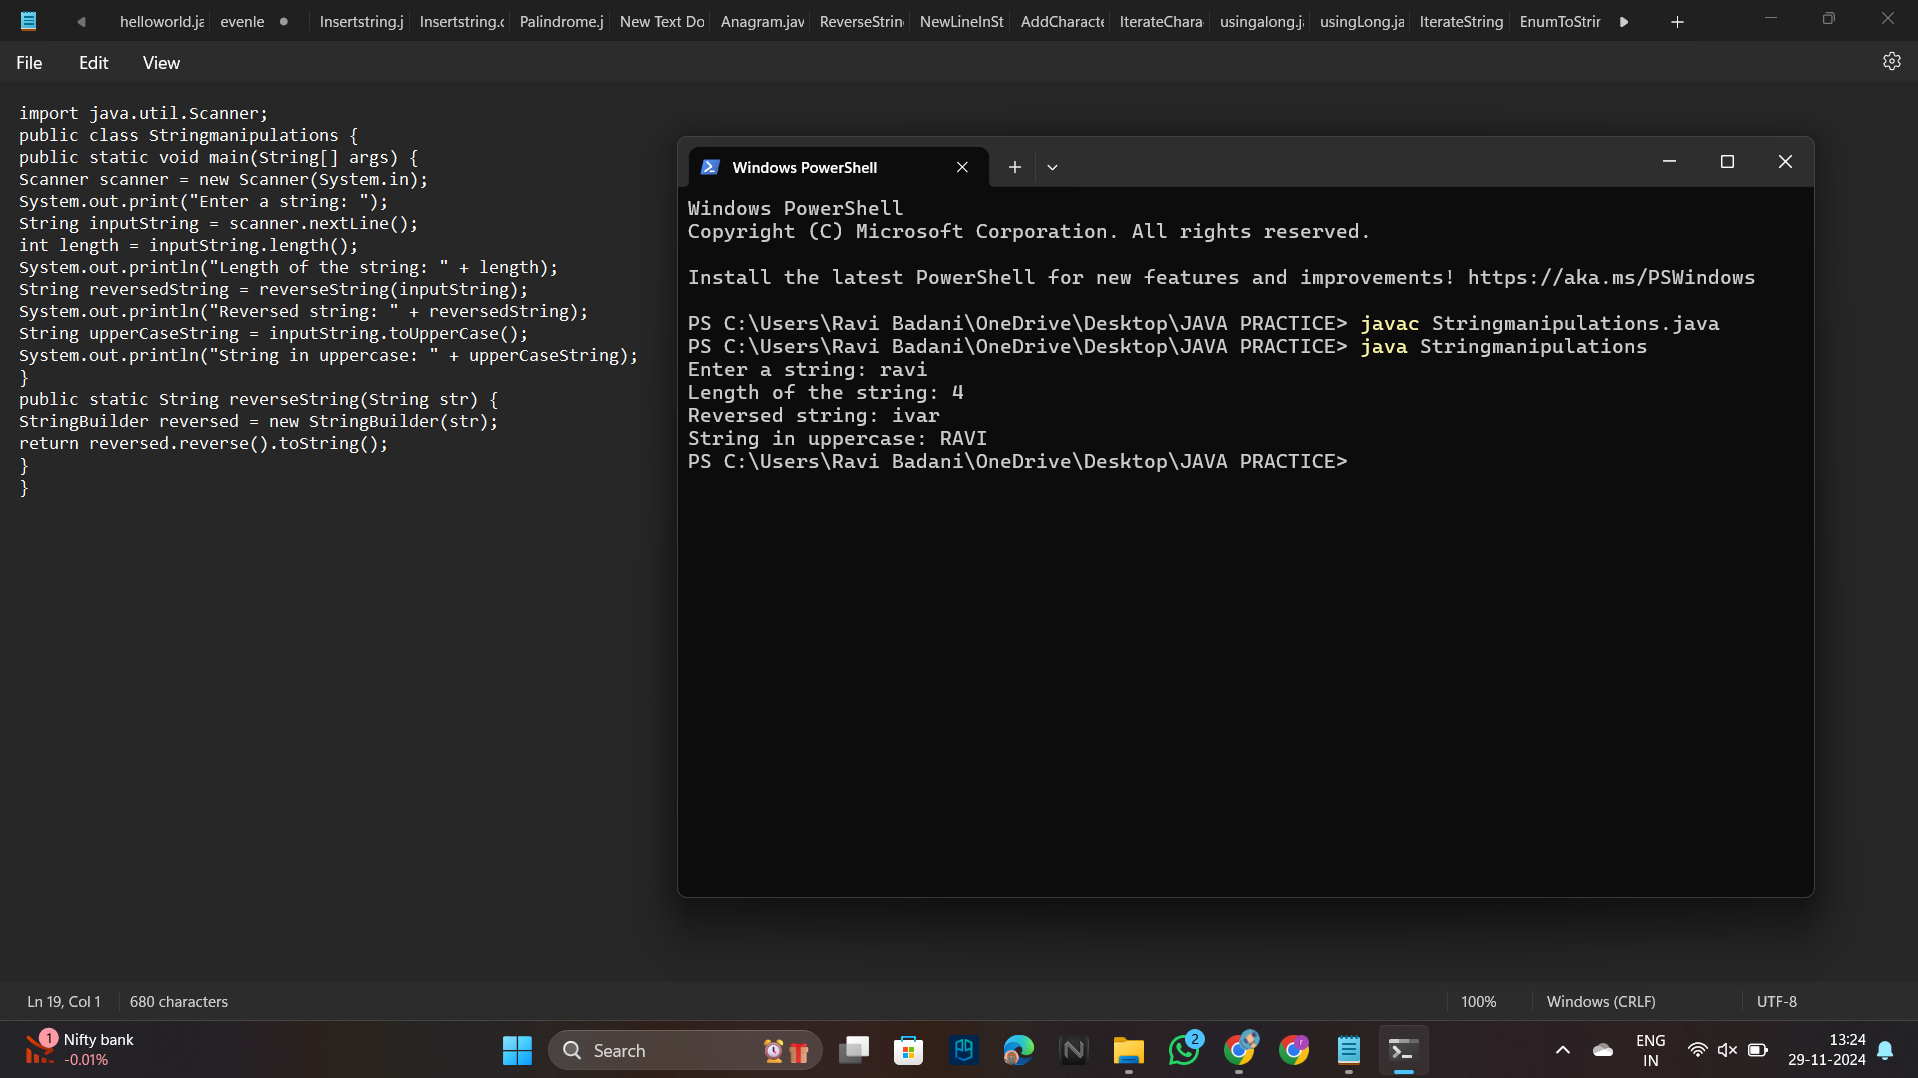 helloworld.ja evenle Insertstring.j Insertstring.c Palindrome.j New Text Do Anagram.jav ReverseString NewLineInSt AddCharacte IterateChara usingalong.ja usingLong.ja IterateString EnumToStrir
File Edit View
import java.util.Scanner;
public class Stringmanipulations {
public static void main(String[] args) {
Scanner scanner = new Scanner(System.in);
System.out.print("Enter a string: ");
String inputString = scanner.nextLine();
int length = inputString.length();
System.out.println("Length of the string: " + length);
String reversedString = reverseString(inputString);
System.out.println("Reversed string: " + reversedString);
String upperCaseString = inputString.toUpperCase();
System.out.println("String in uppercase: " + upperCaseString);
}
public static String reverseString(String str) {
StringBuilder reversed = new StringBuilder(str);
return reversed.reverse().toString();
}
}
Windows PowerShell
Windows PowerShell
Copyright (C) Microsoft Corporation. All rights reserved.
Install the latest PowerShell for new features and improvements! https://aka.ms/PSWindows
PS C:\Users\Ravi Badani\OneDrive\Desktop\JAVA PRACTICE> javac Stringmanipulations.java
PS C:\Users\Ravi Badani\OneDrive\Desktop\JAVA PRACTICE> java Stringmanipulations
Enter a string: ravi
Length of the string: 4
Reversed string: ivar
String in uppercase: RAVI
PS C:\Users\Ravi Badani\OneDrive\Desktop\JAVA PRACTICE>
Ln 19, Col 1 680 characters 100% Windows (CRLF) UTF-8
1 Nifty bank
-0.01%
Search
2
ENG
IN
13:24
29-11-2024